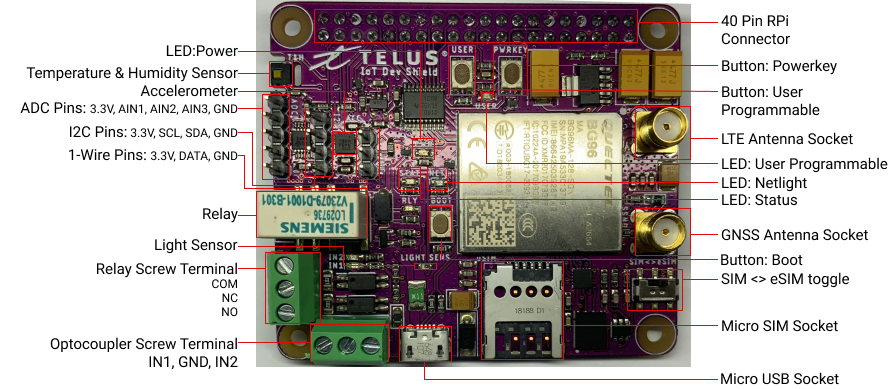 40 Pin RPi
Connector
LED:Power
Temperature & Humidity Sensor
Accelerometer
ADC Pins: 3.3V, AIN1, AIN2, AIN3, GND
I2C Pins: 3.3V, SCL, SDA, GND
1-Wire Pins: 3.3V, DATA, GND
Relay
Light Sensor
Relay Screw Terminal
COM
NC
NO
Optocoupler Screw Terminal
IN1, GND, IN2
Button: Powerkey
Button: User
Programmable
LTE Antenna Socket
LED: User Programmable
LED: Netlight
LED: Status
GNSS Antenna Socket
Button: Boot
SIM <> eSIM toggle
Micro SIM Socket
Micro USB Socket
TELUS®
IoT Dev Shield
USER
PWRKEY
USER
BG96
QUECTEL
RLY
BOOT
SIEMENS
V23079-D1001-B301
LO29736
IN2
IN1
LIGHT SENS
SIM<>eSIM
1818B D1